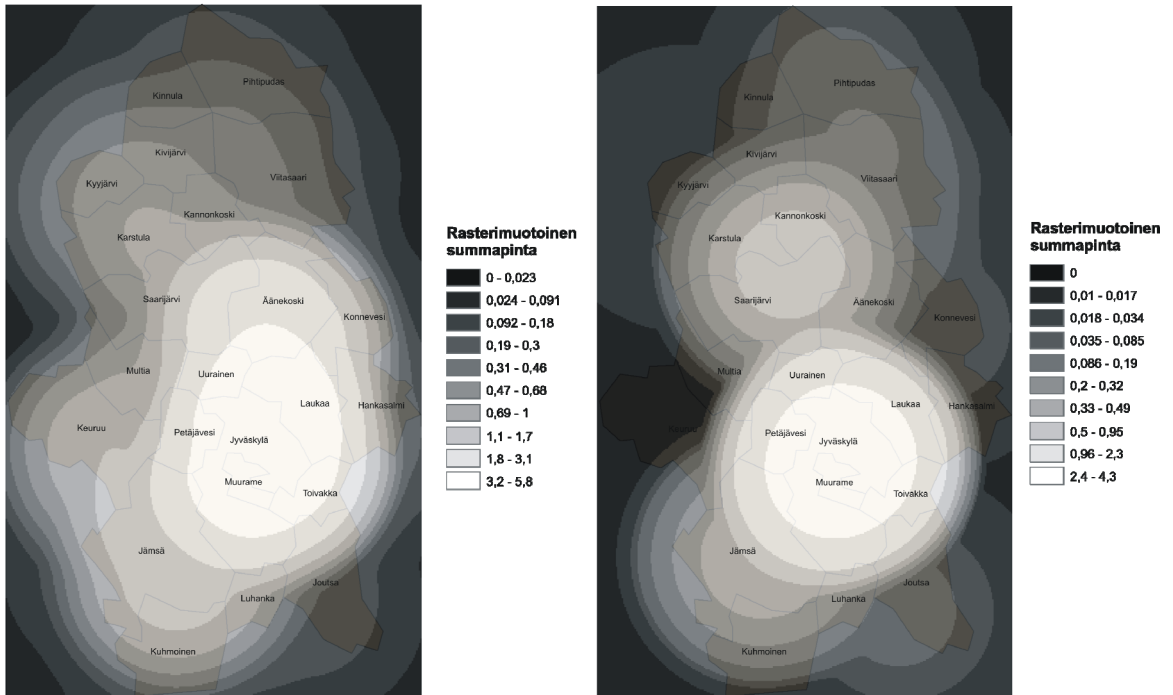 Pihtipudas
Kinnula
Kivijärvi
Kyyjärvi
Viitasaari
Kannonkoski
Karstula
Saarijärvi
Äänekoski
Konnevesi
Multia
Uurainen
Laukaa
Hankasalmi
Keuruu
Petäjävesi
Jyväskylä
Muurame
Toivakka
Jämsä
Joutsa
Luhanka
Kuhmoinen
Rasterimuotoinen
summapinta
0 - 0,023
0,024 - 0,091
0,092 - 0,18
0,19 - 0,3
0,31 - 0,46
0,47 - 0,68
0,69 - 1
1,1 - 1,7
1,8 - 3,1
3,2 - 5,8
Pihtipudas
Kinnula
Kivijärvi
Kyyjärvi
Viitasaari
Kannonkoski
Karstula
Saarijärvi
Äänekoski
Konnevesi
Multia
Uurainen
Laukaa
Hankasalmi
Keuruu
Petäjävesi
Jyväskylä
Muurame
Toivakka
Jämsä
Joutsa
Luhanka
Kuhmoinen
Rasterimuotoinen
summapinta
0
0,01 - 0,017
0,018 - 0,034
0,035 - 0,085
0,086 - 0,19
0,2 - 0,32
0,33 - 0,49
0,5 - 0,95
0,96 - 2,3
2,4 - 4,3